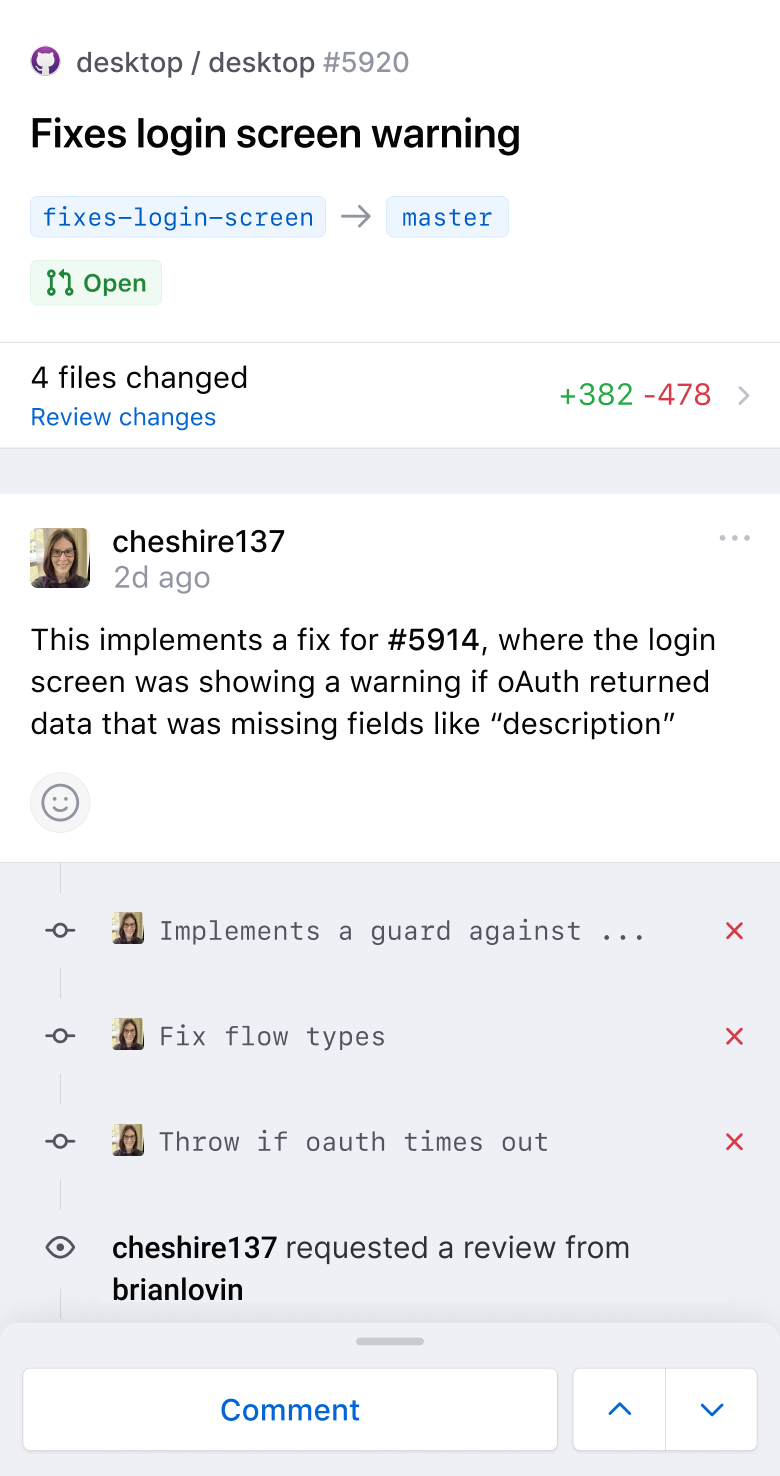 desktop / desktop #5920
Fixes login screen warning
fixes-login-screen → master
Open
4 files changed
+382 -478
Review changes
cheshire137
2d ago
This implements a fix for #5914, where the login
screen was showing a warning if oAuth returned
data that was missing fields like “description”
Implements a guard against ...
Fix flow types
Throw if oauth times out
cheshire137 requested a review from
brianlovin
Comment